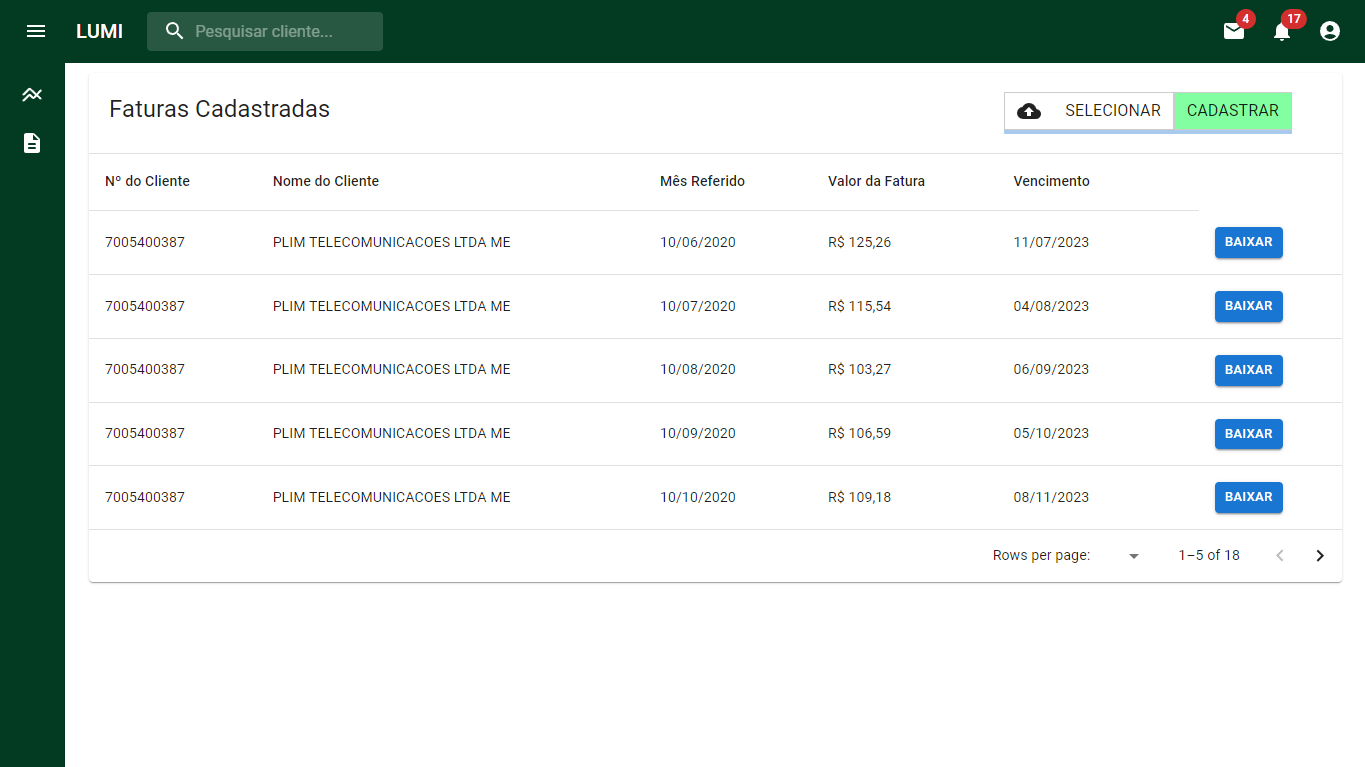 LUMI Pesquisar cliente... 4 17
Faturas Cadastradas SELECIONAR CADASTRAR
Nº do Cliente Nome do Cliente Mês Referido Valor da Fatura Vencimento
7005400387 PLIM TELECOMUNICACOES LTDA ME 10/06/2020 R$ 125,26 11/07/2023 BAIXAR
7005400387 PLIM TELECOMUNICACOES LTDA ME 10/07/2020 R$ 115,54 04/08/2023 BAIXAR
7005400387 PLIM TELECOMUNICACOES LTDA ME 10/08/2020 R$ 103,27 06/09/2023 BAIXAR
7005400387 PLIM TELECOMUNICACOES LTDA ME 10/09/2020 R$ 106,59 05/10/2023 BAIXAR
7005400387 PLIM TELECOMUNICACOES LTDA ME 10/10/2020 R$ 109,18 08/11/2023 BAIXAR
Rows per page: 1–5 of 18